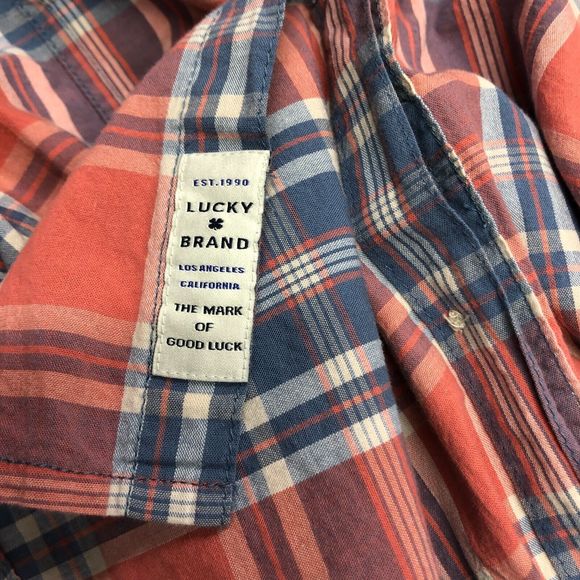 EST.1990
LUCKY
BRAND
LOS ANGELES
CALIFORNIA
THE MARK
OF
GOOD LUCK